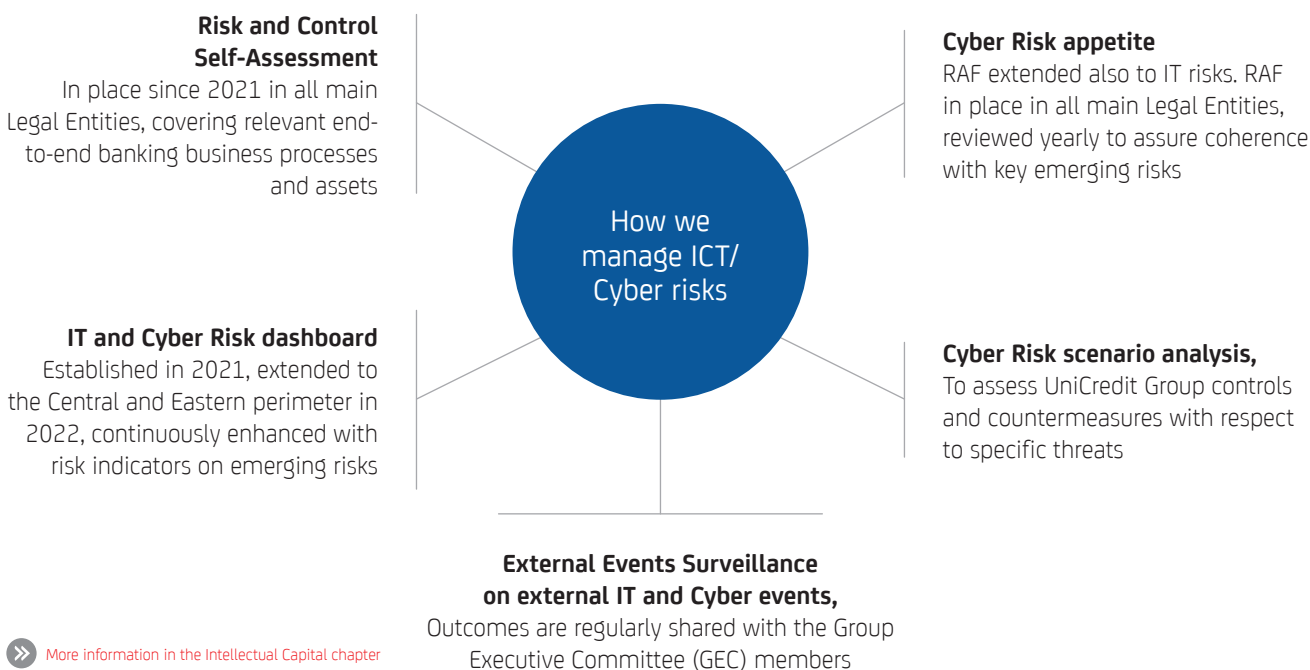 Risk and Control
Self-Assessment
In place since 2021 in all main
Legal Entities, covering relevant end-
to-end banking business processes
and assets
Cyber Risk appetite
RAF extended also to IT risks. RAF
in place in all main Legal Entities,
reviewed yearly to assure coherence
with key emerging risks
How we
manage ICT/
Cyber risks
IT and Cyber Risk dashboard
Established in 2021, extended to
the Central and Eastern perimeter in
2022, continuously enhanced with
risk indicators on emerging risks
Cyber Risk scenario analysis,
To assess UniCredit Group controls
and countermeasures with respect
to specific threats
External Events Surveillance
on external IT and Cyber events,
Outcomes are regularly shared with the Group
Executive Committee (GEC) members
More information in the Intellectual Capital chapter